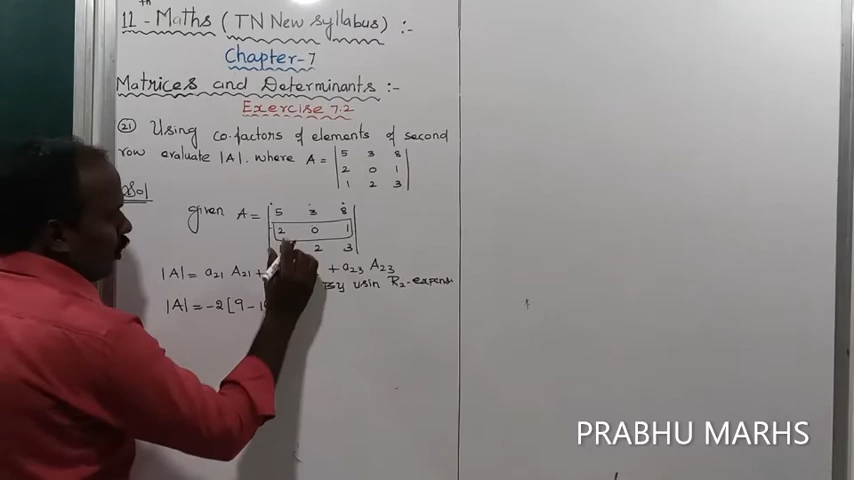 11th - Maths (TN New syllabus) :-
Chapter-7
Matrices and Determinants :-
Exercise 7.2
(21) Using co.factors of elements of second
row evaluate |A|. where A = | 5 3 8 |
| 2 0 1 |
| 1 2 3 |
Sol
given A = | 5 3 8 |
| 2 0 1 |
2 3 |
|A| = a21 A21 + + a23 A23
By usin R2-expans
|A| = -2[9-1
PRABHU MARHS